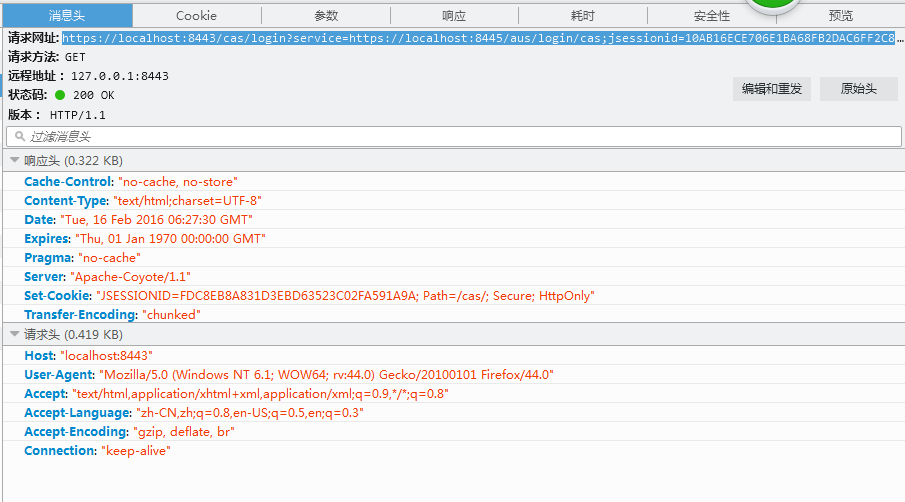 消息头 Cookie 参数 响应 耗时 安全性 预览
请求网址: https://localhost:8443/cas/login?service=https://localhost:8445/aus/login/cas;jsessionid=10AB16ECE706E1BA68FB2DAC6FF2C8…
请求方法: GET
远程地址: 127.0.0.1:8443
状态码: 200 OK
编辑和重发 原始头
版本: HTTP/1.1
过滤消息头
响应头 (0.322 KB)
Cache-Control: "no-cache, no-store"
Content-Type: "text/html;charset=UTF-8"
Date: "Tue, 16 Feb 2016 06:27:30 GMT"
Expires: "Thu, 01 Jan 1970 00:00:00 GMT"
Pragma: "no-cache"
Server: "Apache-Coyote/1.1"
Set-Cookie: "JSESSIONID=FDC8EB8A831D3EBD63523C02FA591A9A; Path=/cas/; Secure; HttpOnly"
Transfer-Encoding: "chunked"
请求头 (0.419 KB)
Host: "localhost:8443"
User-Agent: "Mozilla/5.0 (Windows NT 6.1; WOW64; rv:44.0) Gecko/20100101 Firefox/44.0"
Accept: "text/html,application/xhtml+xml,application/xml;q=0.9,*/*;q=0.8"
Accept-Language: "zh-CN,zh;q=0.8,en-US;q=0.5,en;q=0.3"
Accept-Encoding: "gzip, deflate, br"
Connection: "keep-alive"